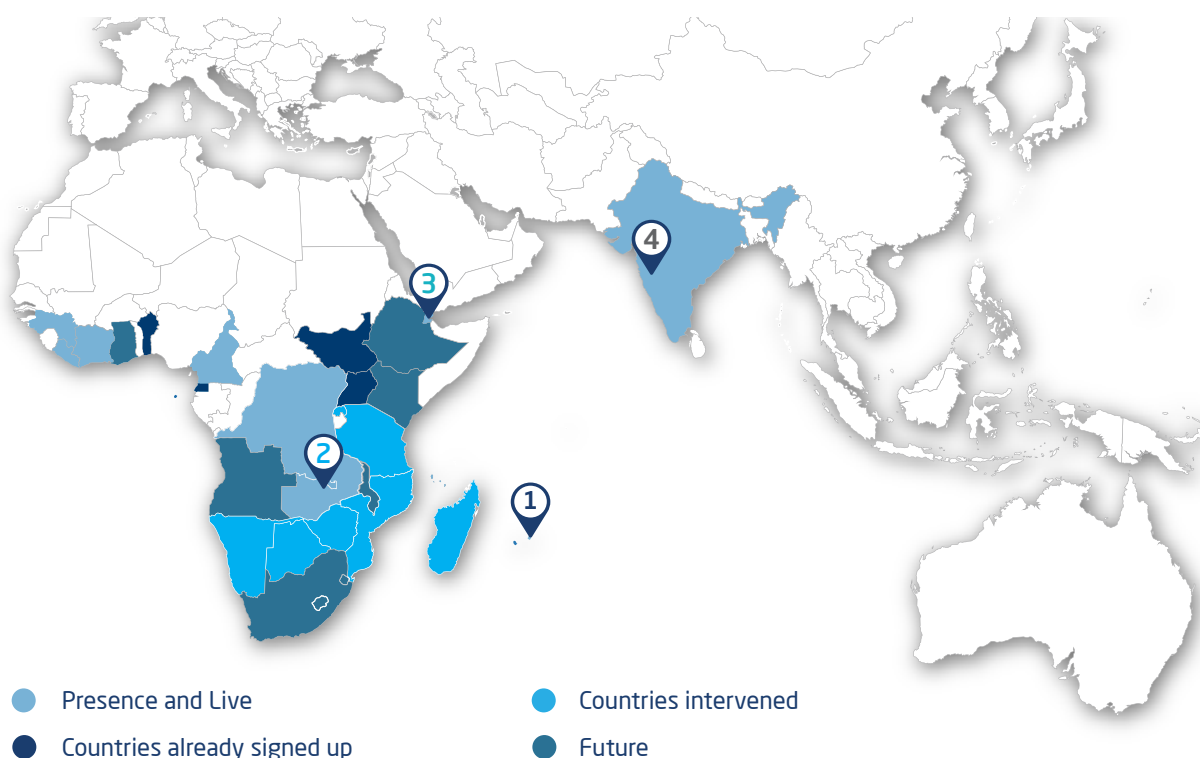 4
3
2
1
Presence and Live
Countries intervened
Countries already signed up
Future